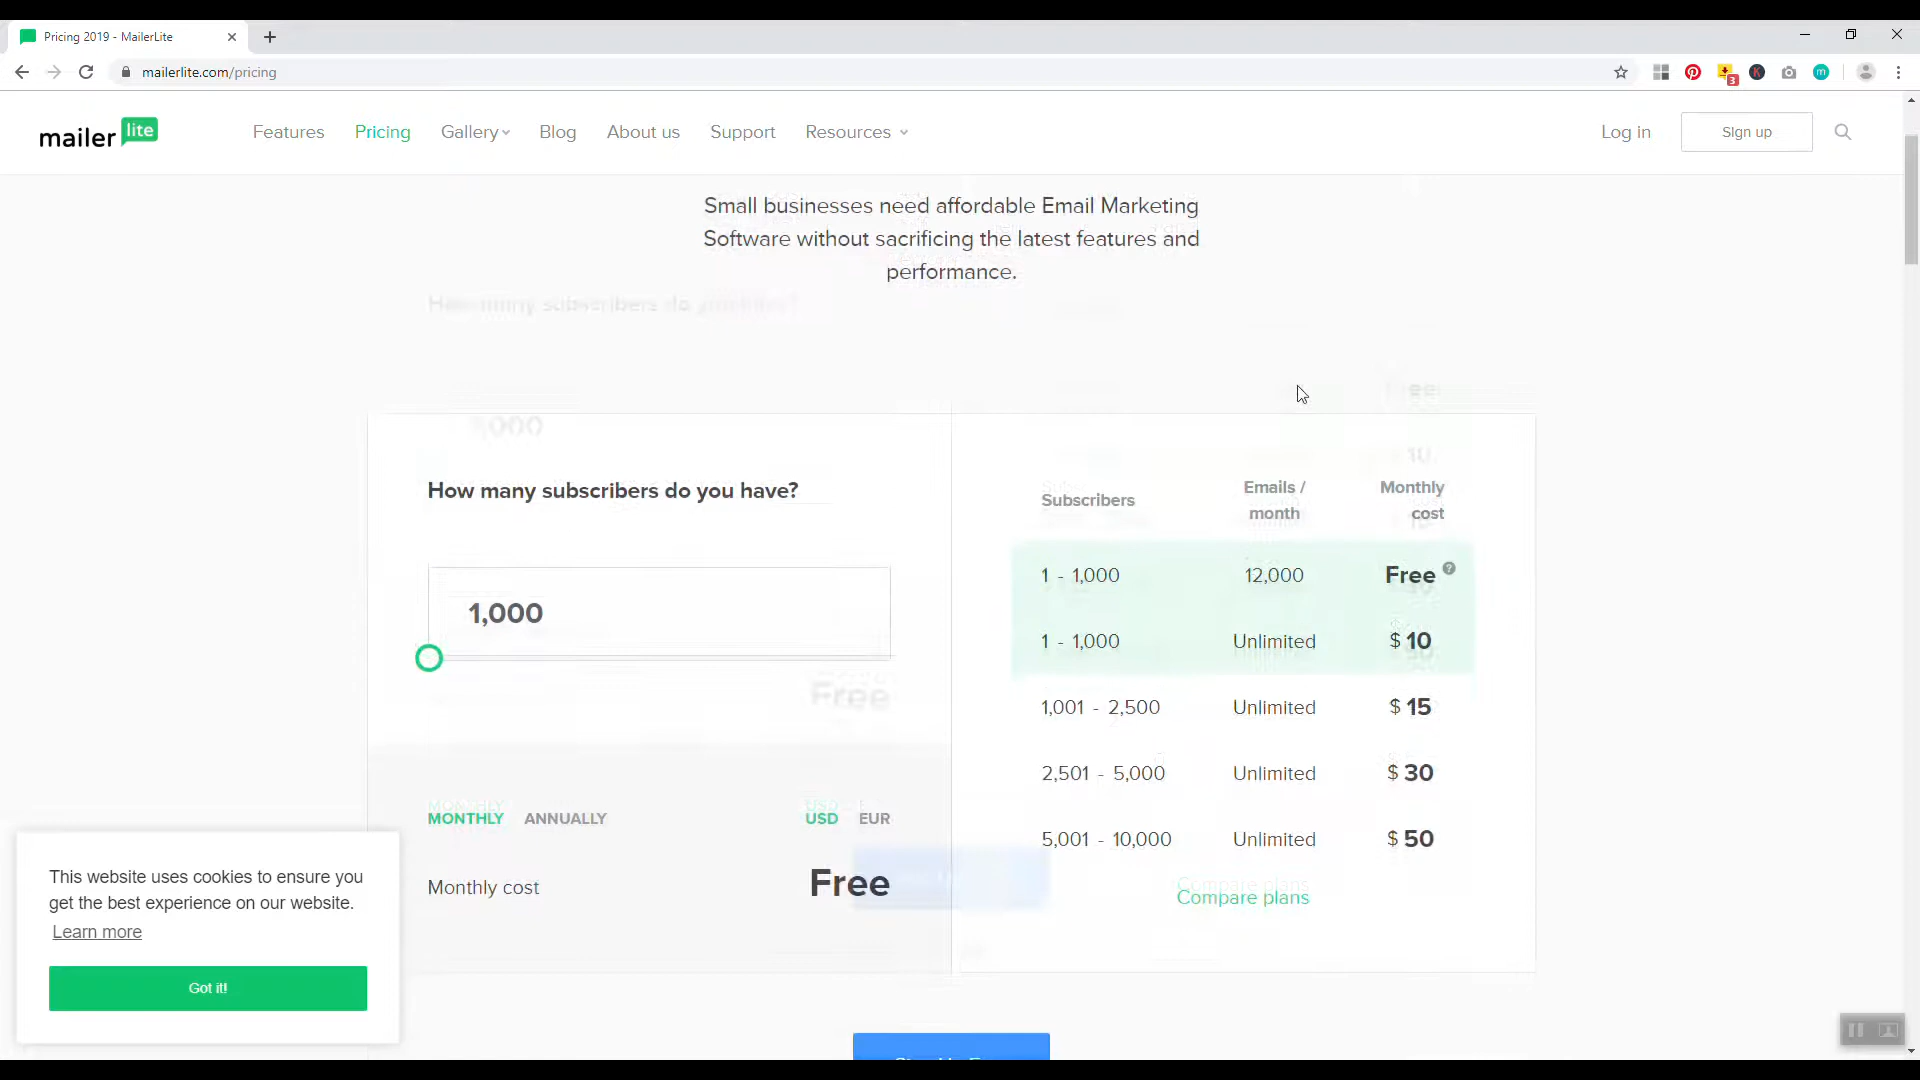 Pricing 2019 - MailerLite
mailerlite.com/pricing
3
K
m
mailer lite
Features Pricing Gallery Blog About us Support Resources Log in Sign up
Small businesses need affordable Email Marketing
Software without sacrificing the latest features and
performance.
How many subscribers do you have?
1,000
MONTHLY ANNUALLY USD EUR
Monthly cost Free
Subscribers Emails / month Monthly cost
1 - 1,000 12,000 Free ?
1 - 1,000 Unlimited $ 10
1,001 - 2,500 Unlimited $ 15
2,501 - 5,000 Unlimited $ 30
5,001 - 10,000 Unlimited $ 50
Compare plans
This website uses cookies to ensure you
get the best experience on our website.
Learn more
Got it!